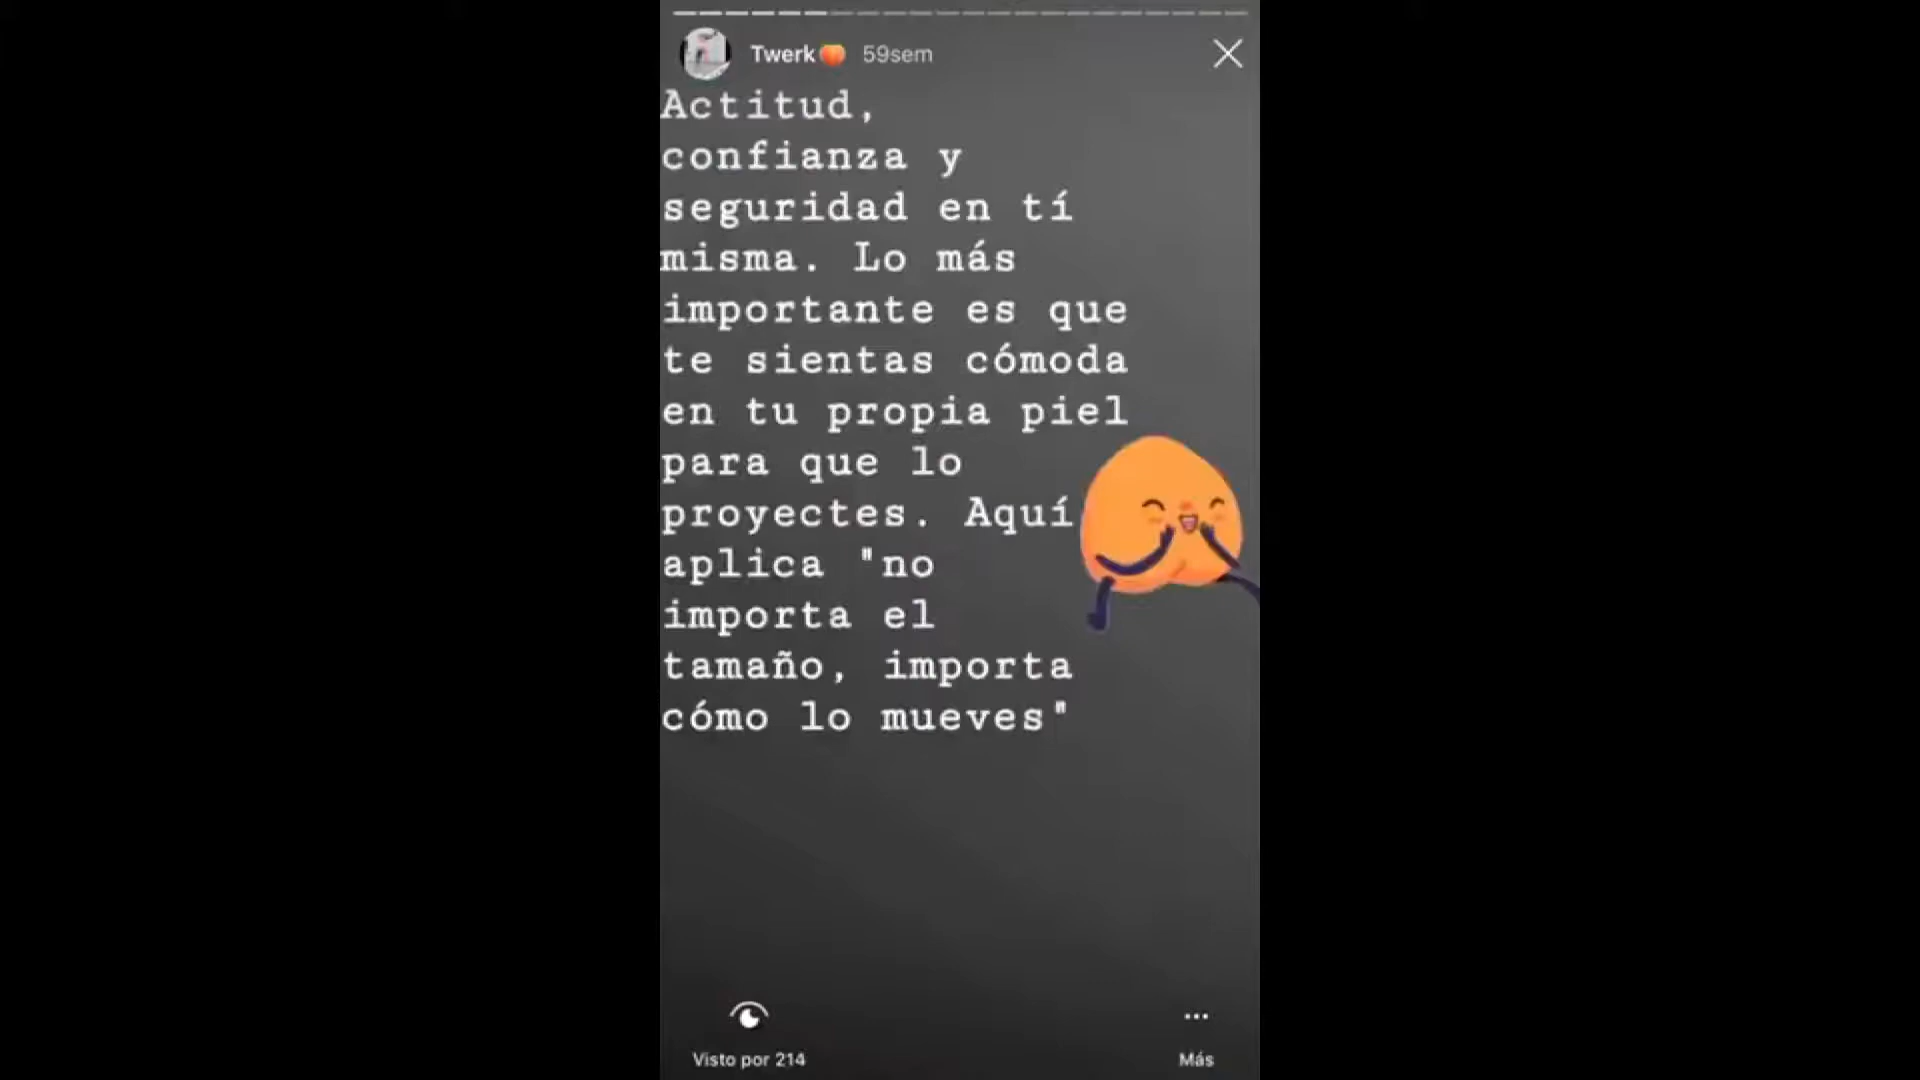 Twerk🍑 59sem
Actitud,
confianza y
seguridad en tí
misma. Lo más
importante es que
te sientas cómoda
en tu propia piel
para que lo
proyectes. Aquí
aplica "no
importa el
tamaño, importa
cómo lo mueves"
Visto por 214
Más